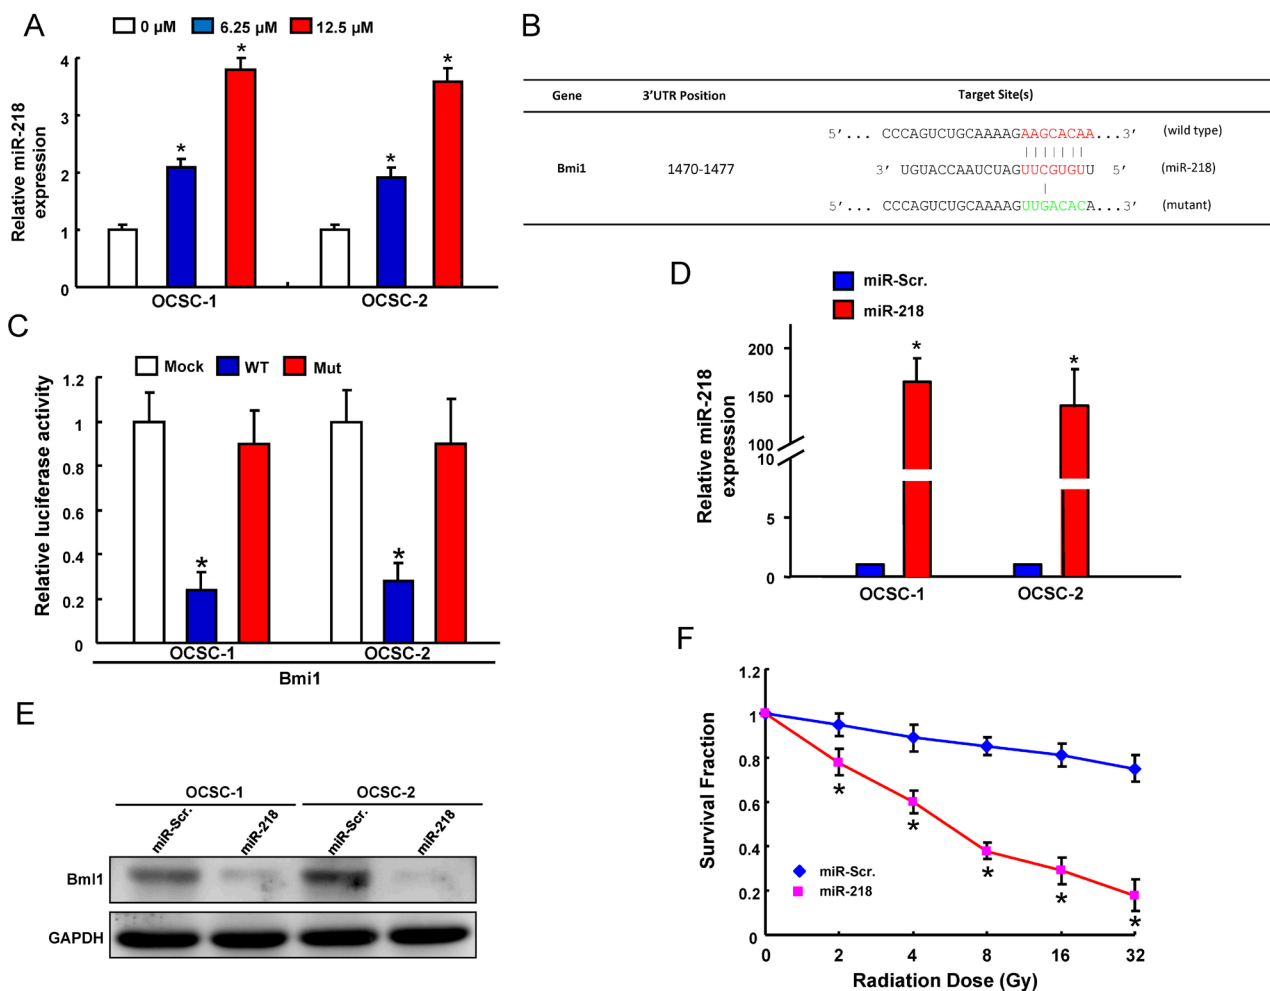 A
0 µM 6.25 µM 12.5 µM
Relative miR-218
expression
4
3
2
1
0
* * * *
OCSC-1 OCSC-2
B
Gene 3'UTR Position Target Site(s)
5'... CCCAGUCUGCAAAAGAAGCACAA...3' (wild type)
Bmi1 1470-1477 3' UGUACCAAUCUAGUUCGUGUU 5' (miR-218)
5'... CCCAGUCUGCAAAAGUUGACACA...3' (mutant)
C
Mock WT Mut
Relative luciferase activity
1.2
1
0.8
0.6
0.4
0.2
0
* *
OCSC-1 OCSC-2
Bmi1
D
miR-Scr.
miR-218
Relative miR-218
expression
200
150
100
10
5
0
* *
OCSC-1 OCSC-2
E
OCSC-1 OCSC-2
miR-Scr. miR-218 miR-Scr. miR-218
Bml1
GAPDH
F
Survival Fraction
1.2
1
0.8
0.6
0.4
0.2
0
* * * * *
miR-Scr.
miR-218
0 2 4 8 16 32
Radiation Dose (Gy)